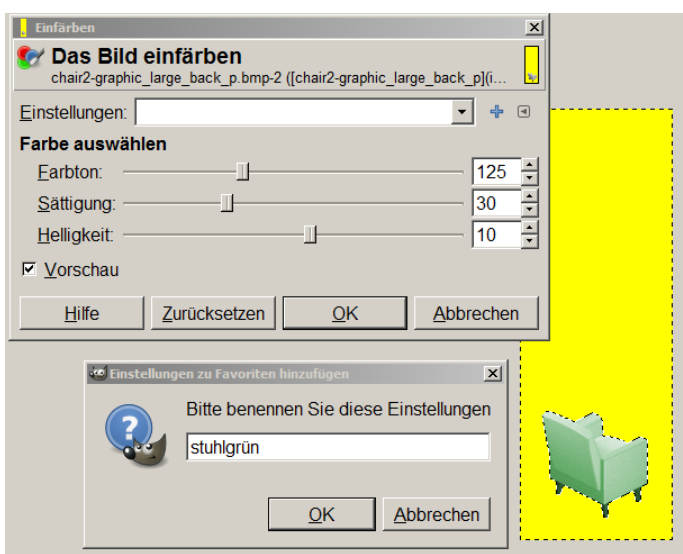 Einfärben
Das Bild einfärben
chair2-graphic_large_back_p.bmp-2 ([chair2-graphic_large_back_p](i...
Einstellungen:
Farbe auswählen
Farbton: 125
Sättigung: 30
Helligkeit: 10
Vorschau
Hilfe Zurücksetzen OK Abbrechen
Einstellungen zu Favoriten hinzufügen
Bitte benennen Sie diese Einstellungen
stuhlgrün
OK Abbrechen